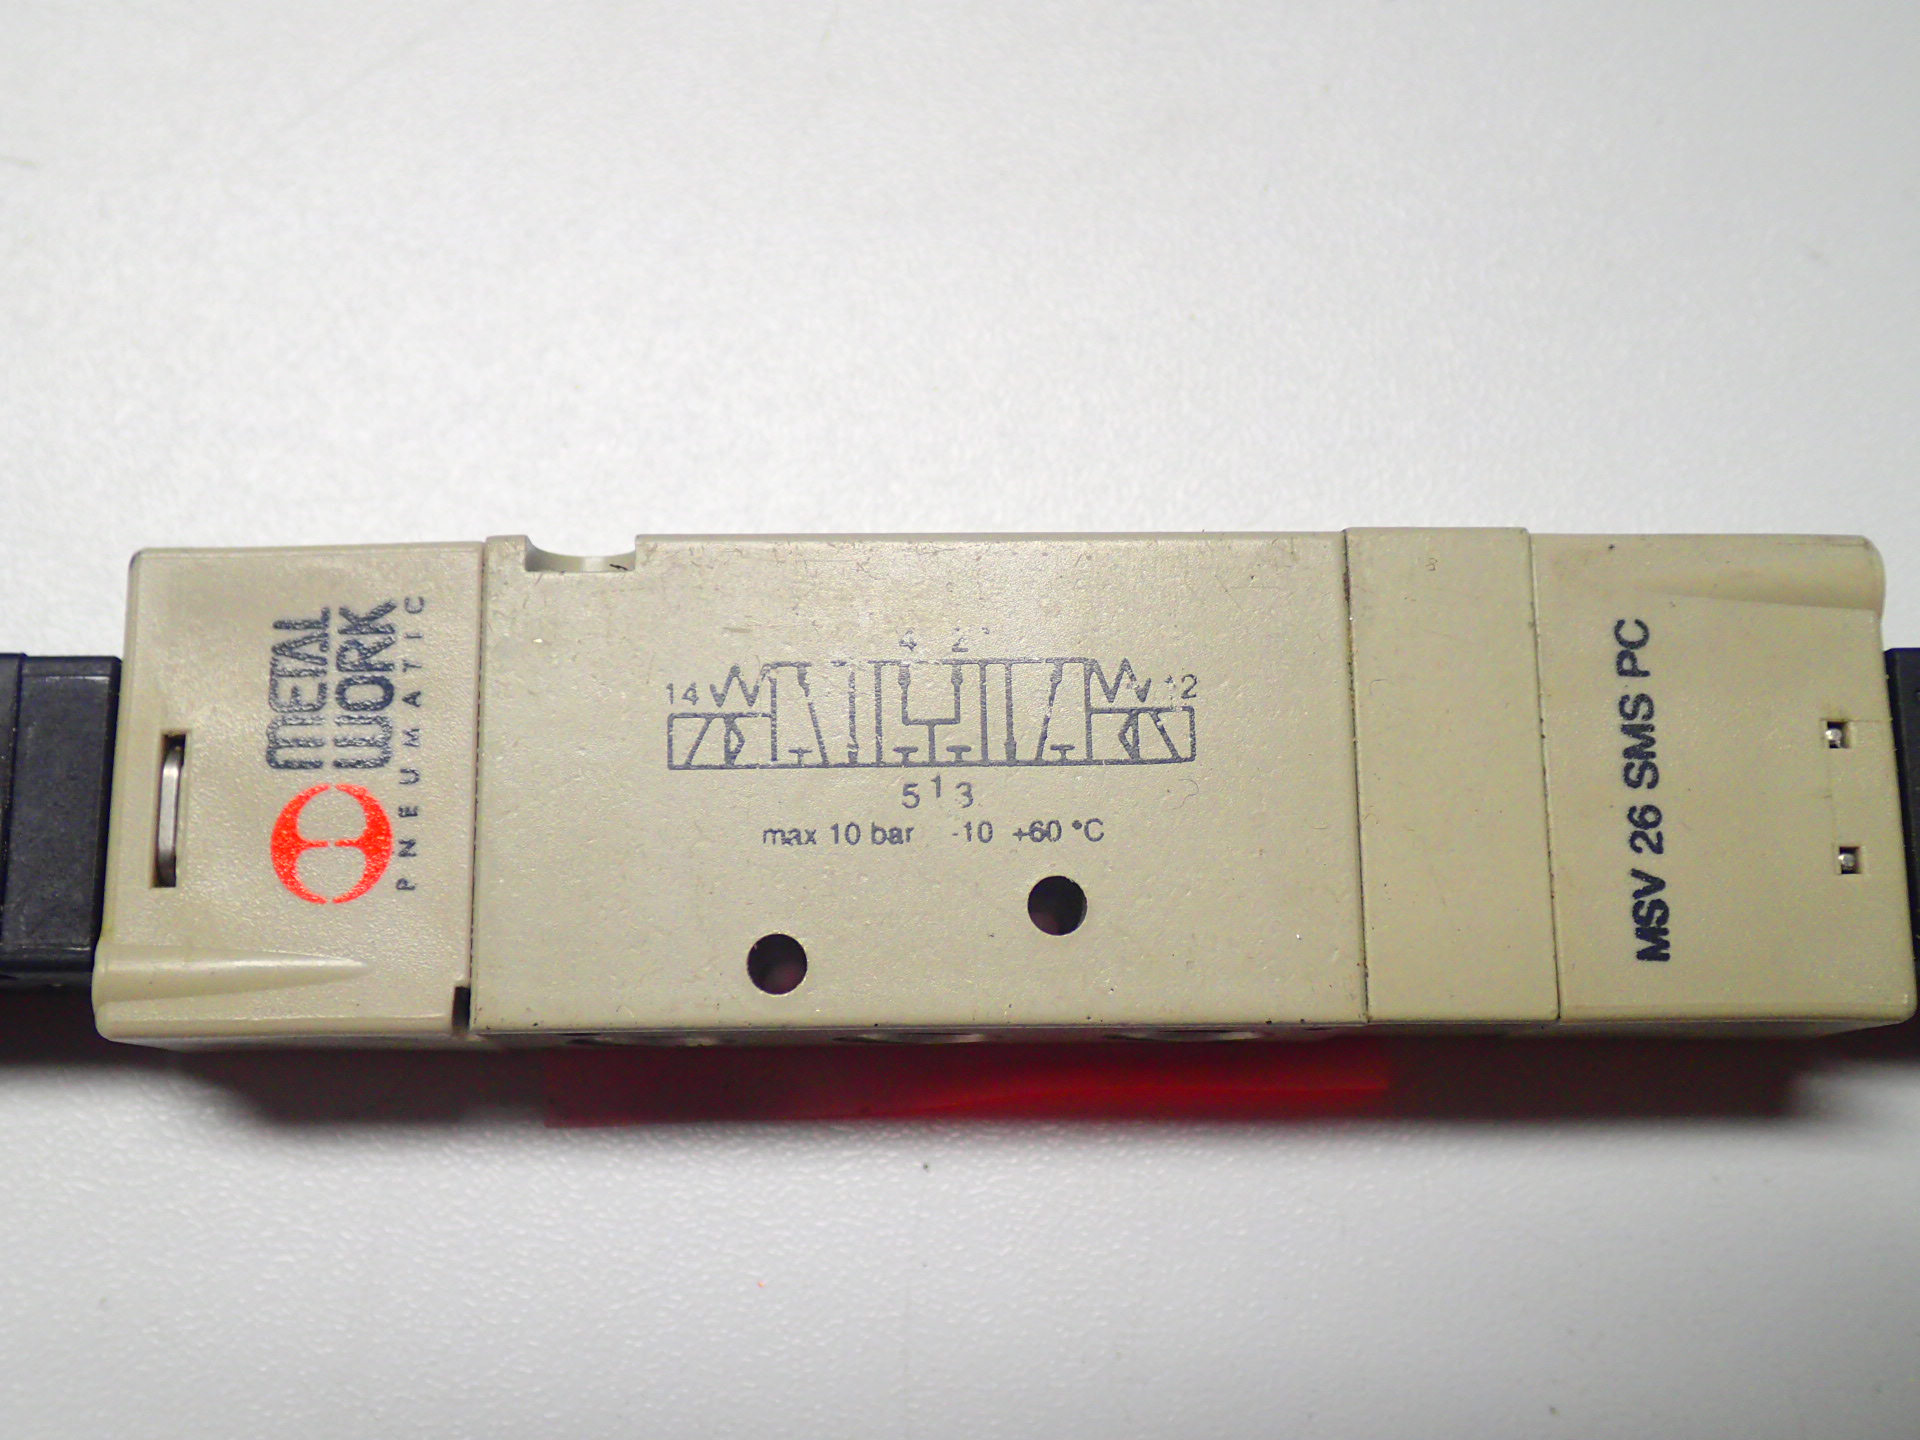 METAL
WORK
PNEUMATIC
4 2
14 12
5 1 3
max 10 bar -10 +60 °C
MSV 26 SMS PC